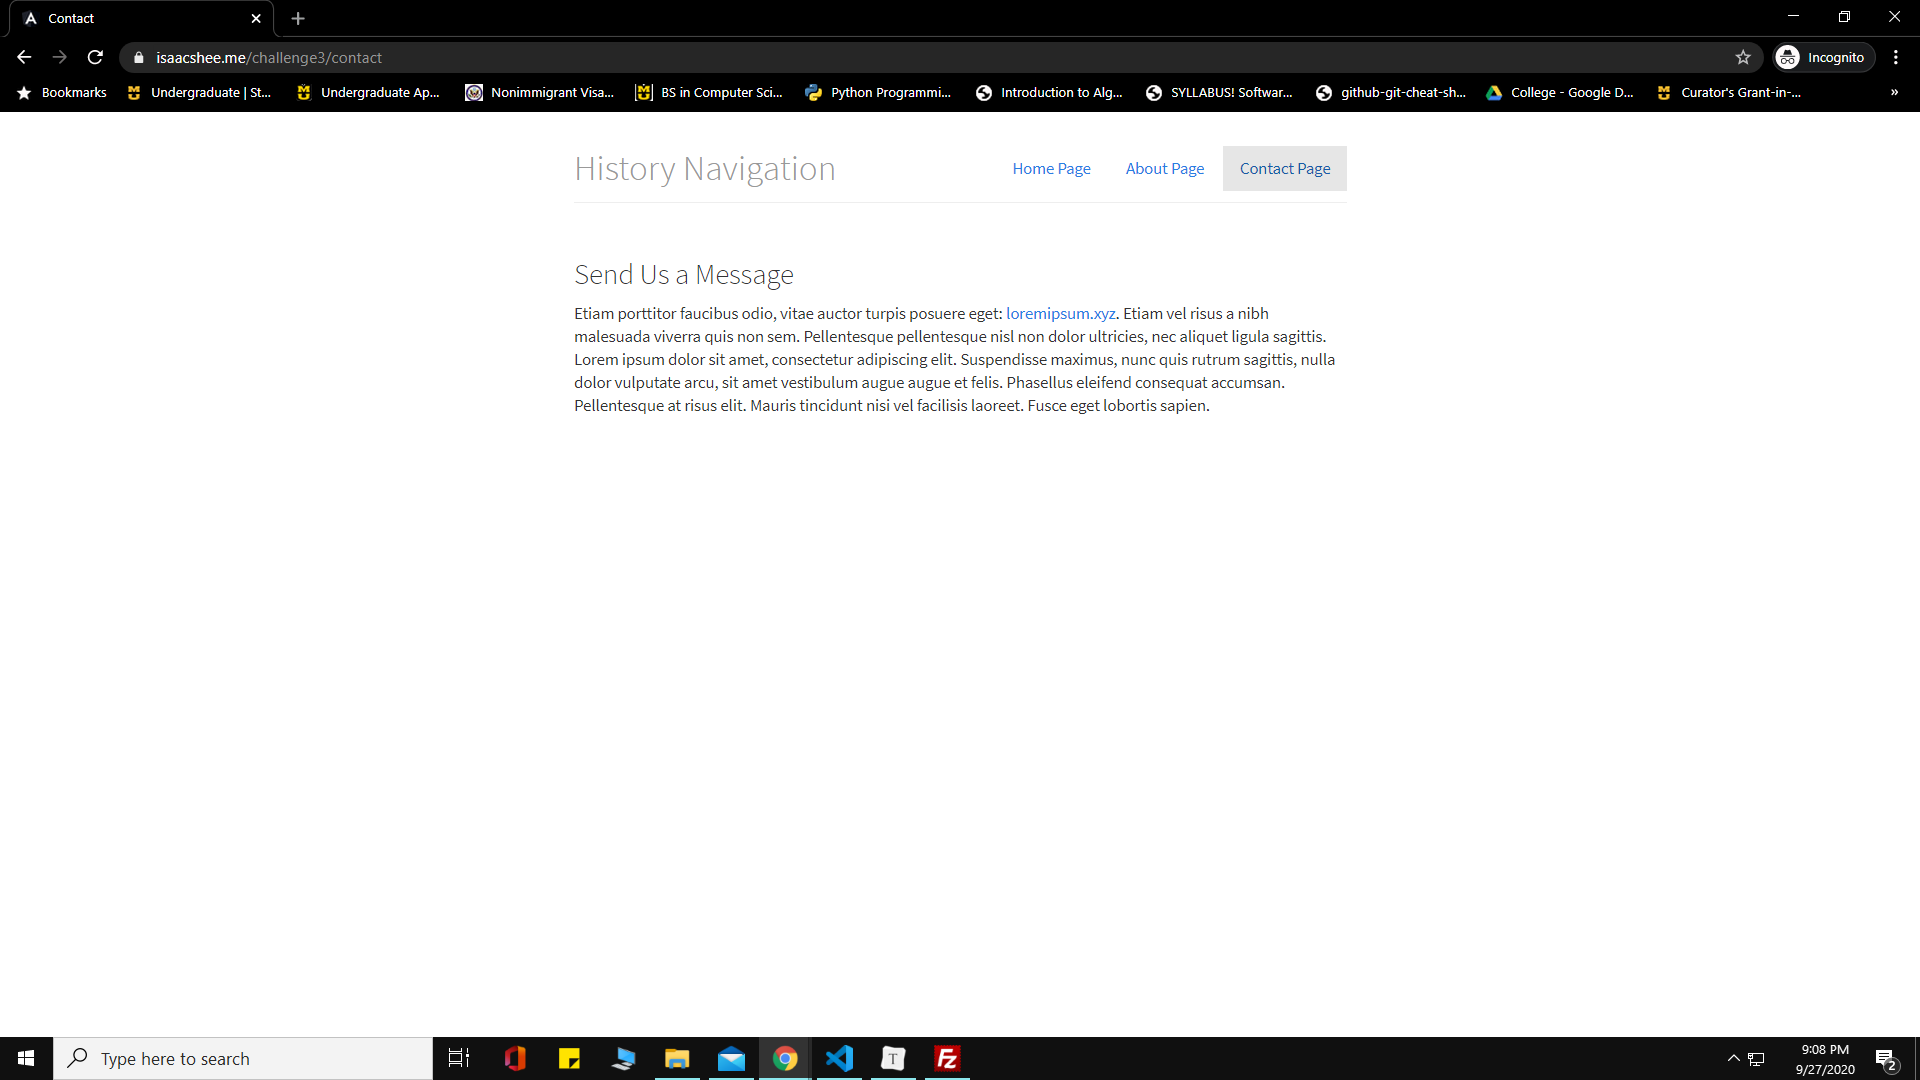 Contact
isaacshee.me/challenge3/contact
Incognito
Bookmarks
Undergraduate | St...
Undergraduate Ap...
Nonimmigrant Visa...
BS in Computer Sci...
Python Programmi...
Introduction to Alg...
SYLLABUS! Softwar...
github-git-cheat-sh...
College - Google D...
Curator's Grant-in-...
»
History Navigation
Home Page
About Page
Contact Page
Send Us a Message
Etiam porttitor faucibus odio, vitae auctor turpis posuere eget: loremipsum.xyz. Etiam vel risus a nibh
malesuada viverra quis non sem. Pellentesque pellentesque nisl non dolor ultricies, nec aliquet ligula sagittis.
Lorem ipsum dolor sit amet, consectetur adipiscing elit. Suspendisse maximus, nunc quis rutrum sagittis, nulla
dolor vulputate arcu, sit amet vestibulum augue augue et felis. Phasellus eleifend consequat accumsan.
Pellentesque at risus elit. Mauris tincidunt nisi vel facilisis laoreet. Fusce eget lobortis sapien.
Type here to search
T
Fz
9:08 PM
9/27/2020
2